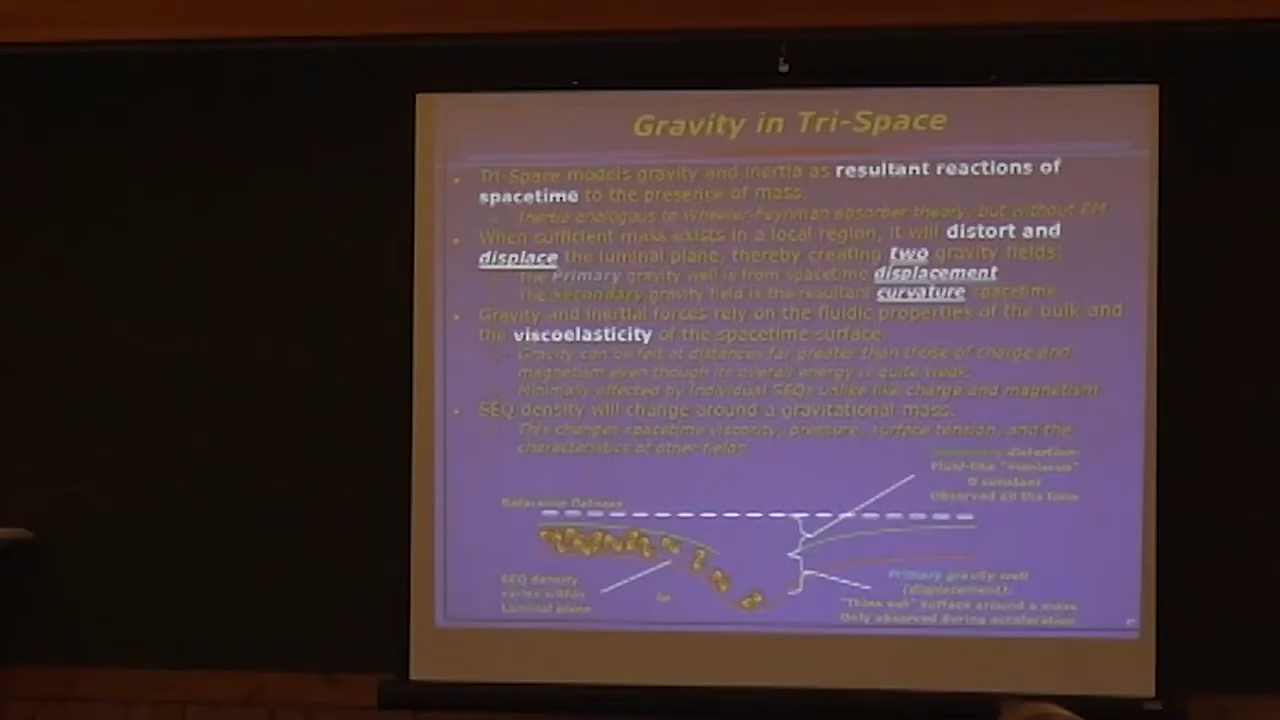 Gravity in Tri-Space
Tri-Space models gravity and inertia as resultant reactions of
spacetime to the presence of mass.
Inertia analogous to Wheeler-Feynman absorber theory, but without EM
When sufficient mass exists in a local region, it will distort and
displace the luminal plane, thereby creating two gravity fields:
The Primary gravity well is from spacetime displacement
The Secondary gravity field is the resultant curvature spacetime
Gravity and inertial forces rely on the fluidic properties of the bulk and
the viscoelasticity of the spacetime surface.
Gravity can be felt at distances far greater than those of charge and
magnetism even though its overall energy is quite weak.
Minimally effected by individual SEQs unlike like charge and magnetism
SEQ density will change around a gravitational mass.
This changes spacetime viscosity, pressure, surface tension, and the
characteristics of other fields.
distortion:
Fluid-like "meniscus"
constant
Observed all the time
Reference flatness
SEQ density
varies within
Luminal plane
Primary gravity well
(displacement):
"Thins out" surface around a mass
Only observed during acceleration